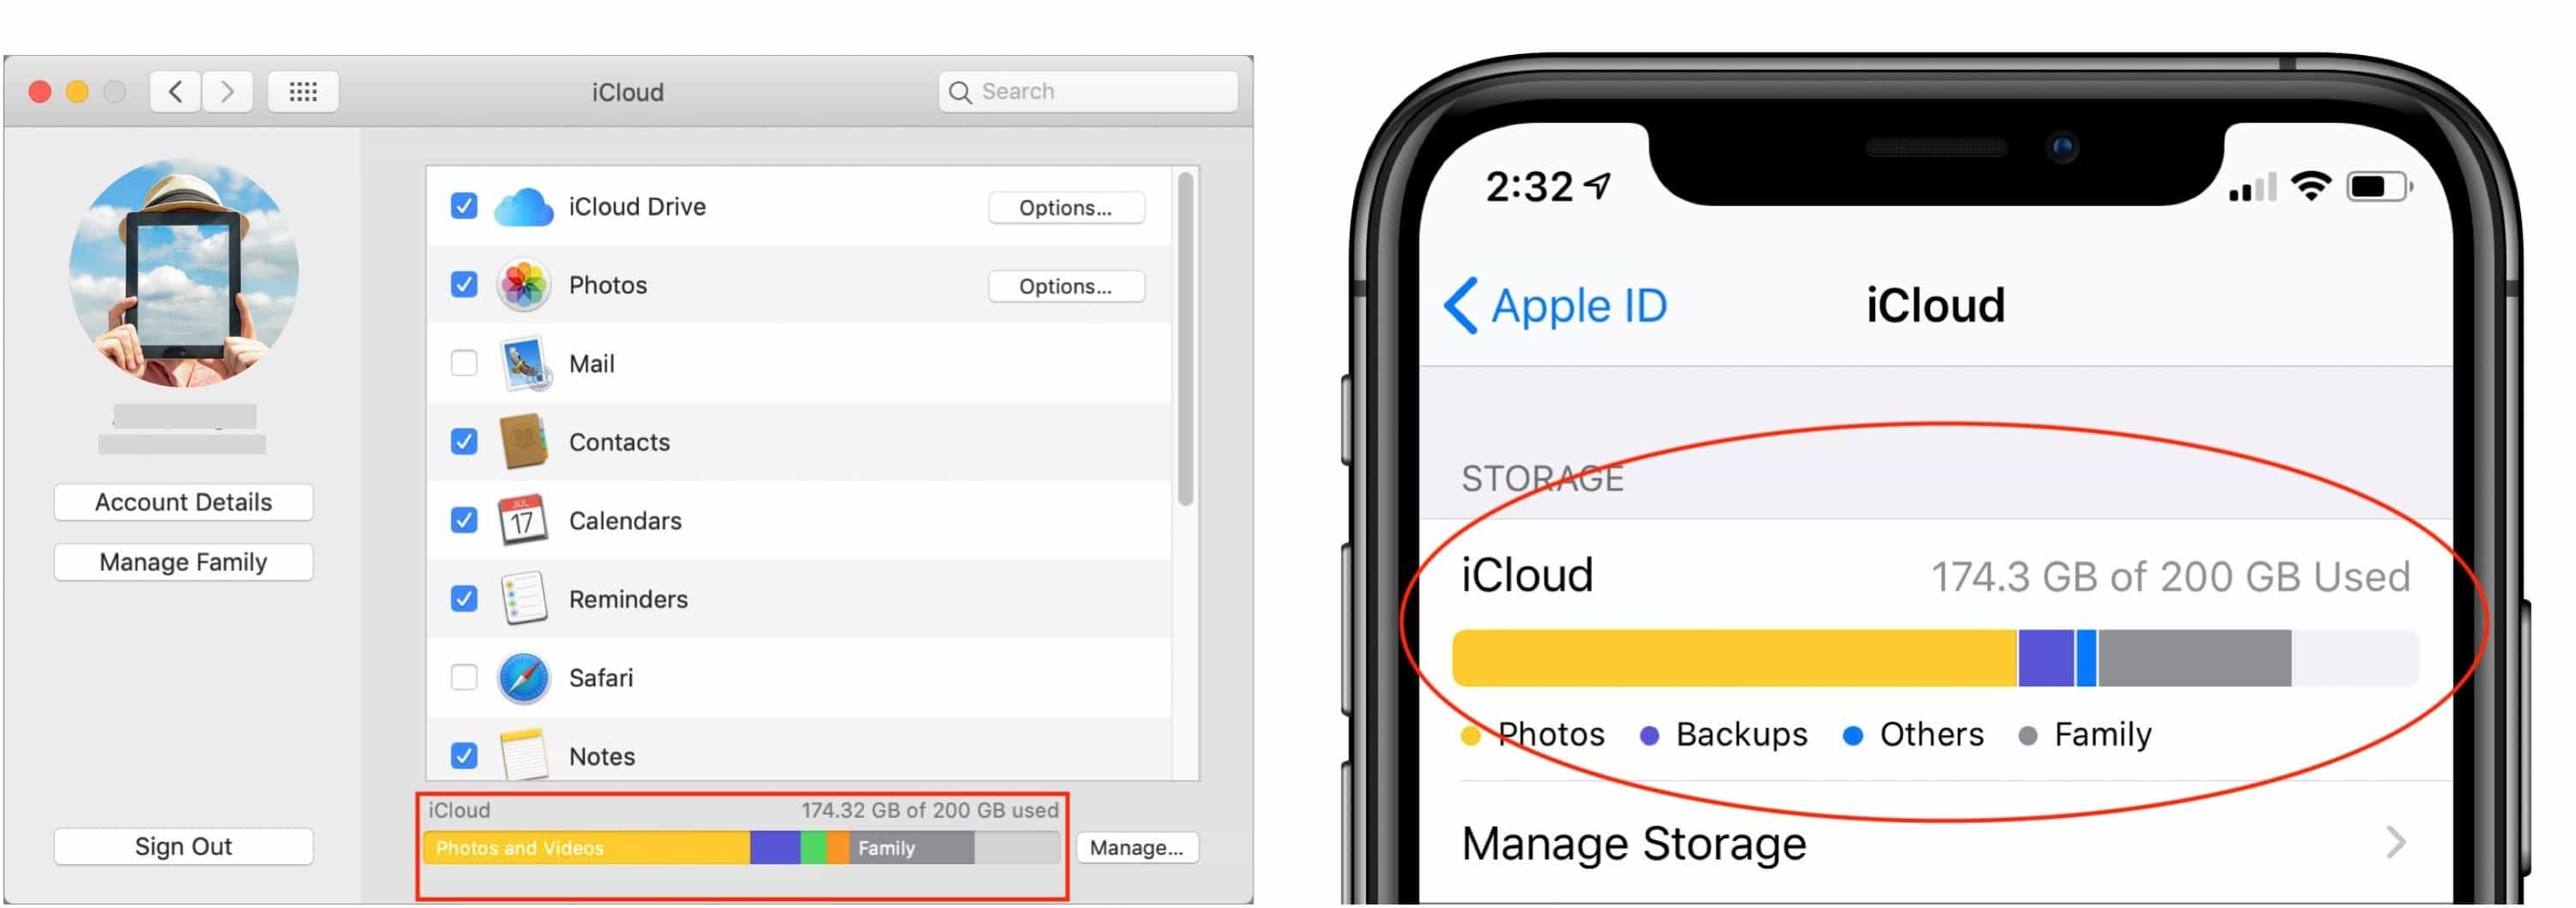 iCloud
Search
iCloud Drive
Options...
Photos
Options...
Mail
Contacts
JUL
17
Calendars
Reminders
Safari
Notes
Account Details
Manage Family
Sign Out
iCloud 174.32 GB of 200 GB used
Photos and Videos Family
Manage...
2:32
Apple ID iCloud
STORAGE
iCloud 174.3 GB of 200 GB Used
Photos Backups Others Family
Manage Storage